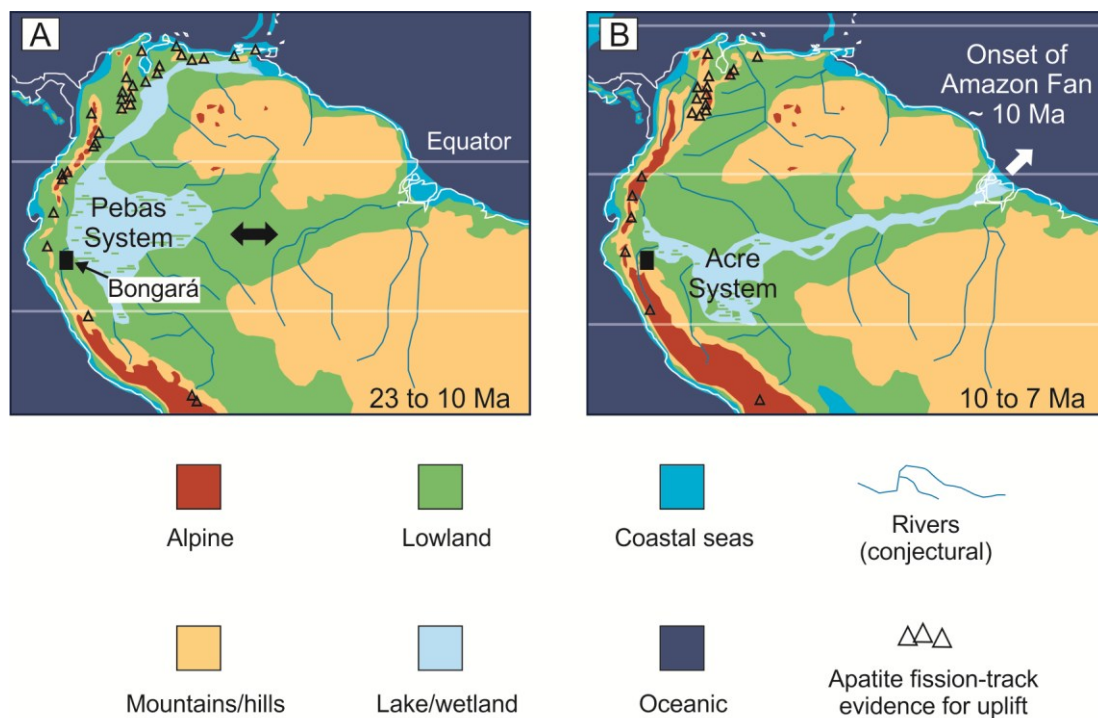 A
Equator
Pebas
System
Bongará
23 to 10 Ma
B
Onset of
Amazon Fan
~ 10 Ma
Acre
System
10 to 7 Ma
Alpine
Lowland
Coastal seas
Rivers
(conjectural)
Mountains/hills
Lake/wetland
Oceanic
Apatite fission-track
evidence for uplift